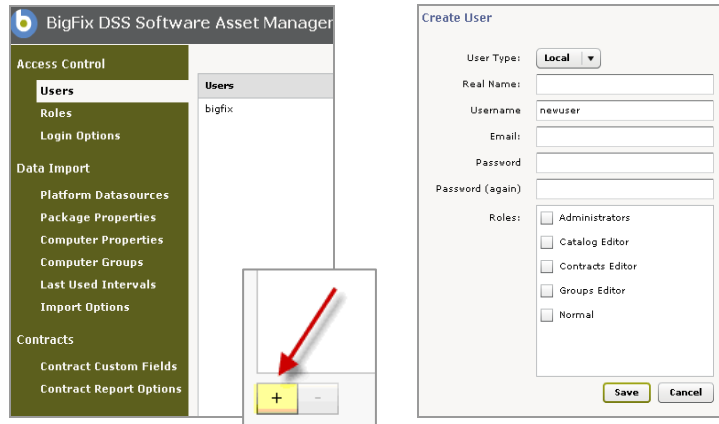 BigFix DSS Software Asset Manager
Access Control
Users
Roles
Login Options
Data Import
Platform Datasources
Package Properties
Computer Properties
Computer Groups
Last Used Intervals
Import Options
Contracts
Contract Custom Fields
Contract Report Options
Users
bigfix
+ -
Create User
User Type: Local
Real Name:
Username newuser
Email:
Password
Password (again)
Roles: Administrators
Catalog Editor
Contracts Editor
Groups Editor
Normal
Save Cancel